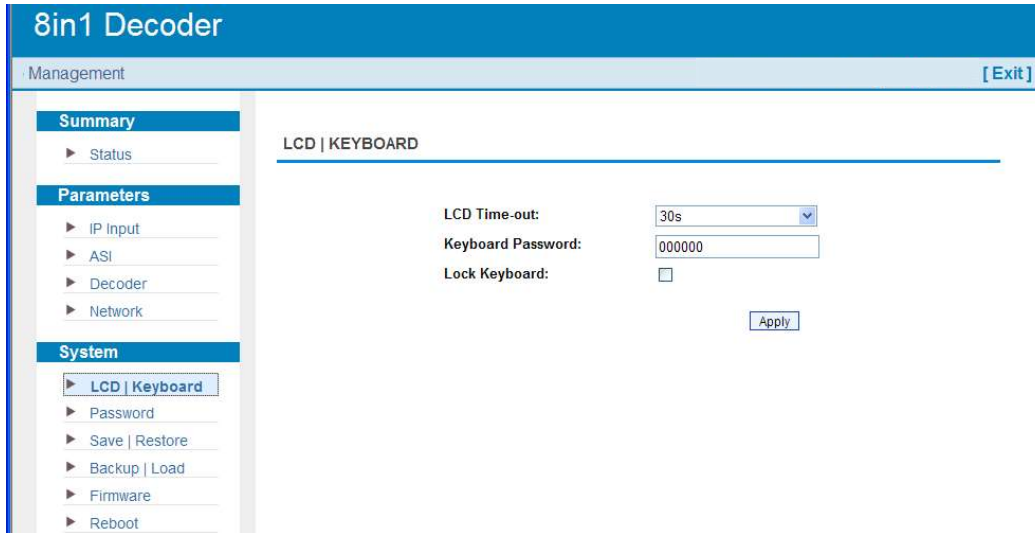 8in1 Decoder
Management
[ Exit ]
Summary
Status
Parameters
IP Input
ASI
Decoder
Network
System
LCD | Keyboard
Password
Save | Restore
Backup | Load
Firmware
Reboot
LCD | KEYBOARD
LCD Time-out: 30s
Keyboard Password: 000000
Lock Keyboard:
Apply